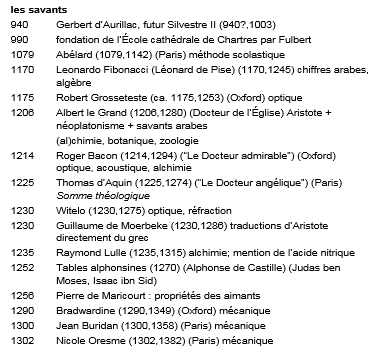 les savants
940 Gerbert d'Aurillac, futur Silvestre II (940?,1003)
990 fondation de l'École cathédrale de Chartres par Fulbert
1079 Abélard (1079,1142) (Paris) méthode scolastique
1170 Leonardo Fibonacci (Léonard de Pise) (1170,1245) chiffres arabes,
algèbre
1175 Robert Grosseteste (ca. 1175,1253) (Oxford) optique
1206 Albert le Grand (1206,1280) (Docteur de l'Église) Aristote +
néoplatonisme + savants arabes
(al)chimie, botanique, zoologie
1214 Roger Bacon (1214,1294) ("Le Docteur admirable") (Oxford)
optique, acoustique, alchimie
1225 Thomas d'Aquin (1225,1274) ("Le Docteur angélique") (Paris)
Somme théologique
1230 Witelo (1230,1275) optique, réfraction
1230 Guillaume de Moerbeke (1230,1286) traductions d'Aristote
directement du grec
1235 Raymond Lulle (1235,1315) alchimie; mention de l'acide nitrique
1252 Tables alphonsines (1270) (Alphonse de Castille) (Judas ben
Moses, Isaac ibn Sid)
1256 Pierre de Maricourt : propriétés des aimants
1290 Bradwardine (1290,1349) (Oxford) mécanique
1300 Jean Buridan (1300,1358) (Paris) mécanique
1302 Nicole Oresme (1302,1382) (Paris) mécanique